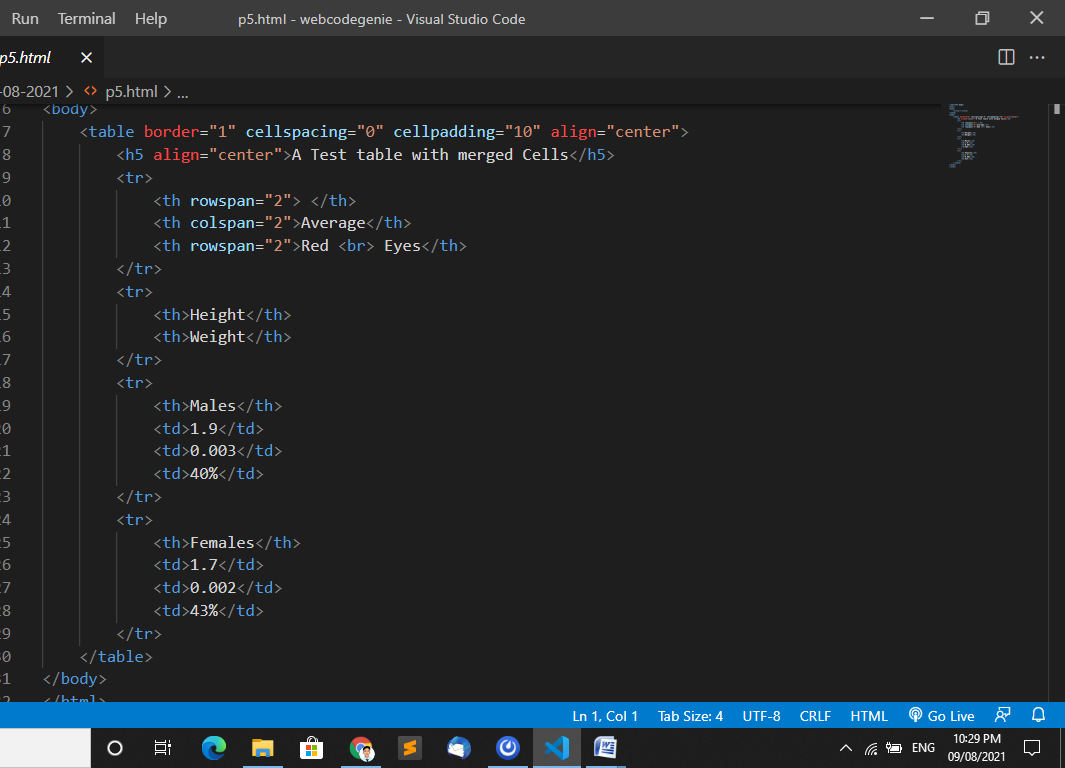 Run Terminal Help p5.html - webcodegenie - Visual Studio Code
p5.html
-08-2021 > <> p5.html > ...
6 <body>
7 <table border="1" cellspacing="0" cellpadding="10" align="center">
8 <h5 align="center">A Test table with merged Cells</h5>
9 <tr>
0 <th rowspan="2"> </th>
1 <th colspan="2">Average</th>
2 <th rowspan="2">Red <br> Eyes</th>
3 </tr>
4 <tr>
5 <th>Height</th>
6 <th>Weight</th>
7 </tr>
8 <tr>
9 <th>Males</th>
0 <td>1.9</td>
1 <td>0.003</td>
2 <td>40%</td>
3 </tr>
4 <tr>
5 <th>Females</th>
6 <td>1.7</td>
7 <td>0.002</td>
8 <td>43%</td>
9 </tr>
0 </table>
1 </body>
2 </html>
Ln 1, Col 1 Tab Size: 4 UTF-8 CRLF HTML Go Live
ENG 10:29 PM
09/08/2021